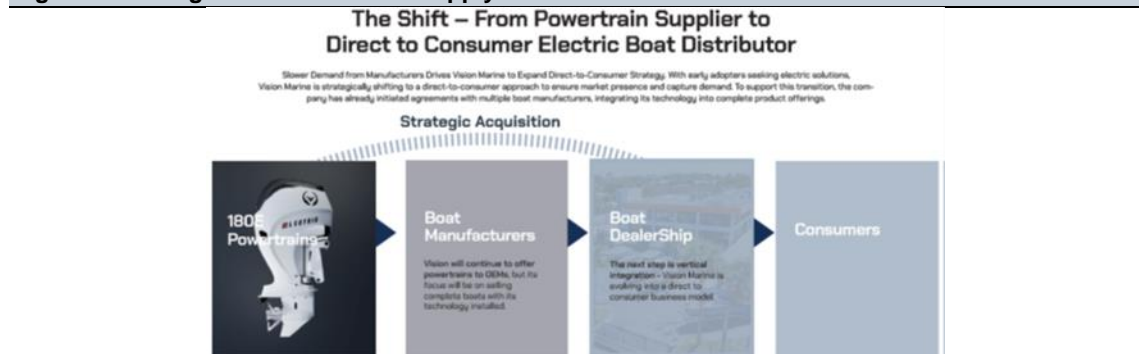 The Shift – From Powertrain Supplier to
Direct to Consumer Electric Boat Distributor
Slower Demand from Manufacturers Drives Vision Marine to Expand Direct-to-Consumer Strategy. With early adopters seeking electric solutions,
Vision Marine is strategically shifting to a direct-to-consumer approach to ensure market presence and capture demand. To support this transition, the com-
pany has already initiated agreements with multiple boat manufacturers, integrating its technology into complete product offerings.
Strategic Acquisition
180E
Powertrains
Boat
Manufacturers
Vision will continue to offer
powertrains to OEMs, but its
focus will be on selling
complete boats with its
technology installed.
Boat
DealerShip
The next step is vertical
integration - Vision Marine is
evolving into a direct to
consumer business model
Consumers